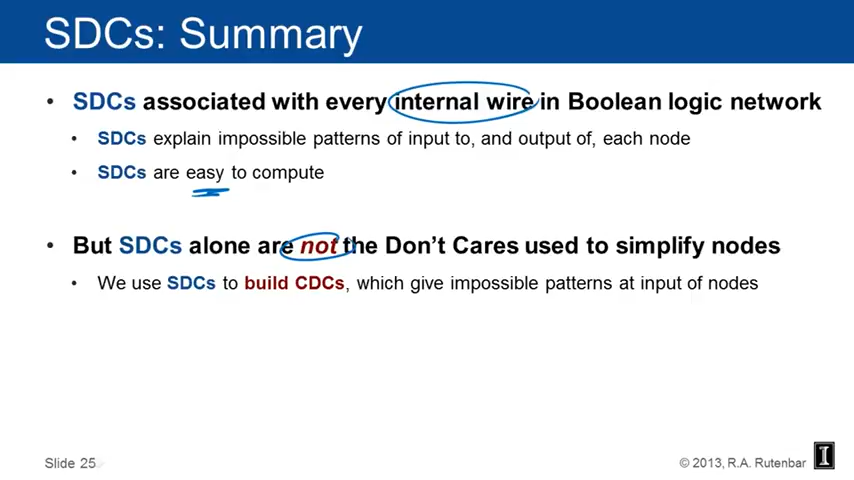 SDCs: Summary
• SDCs associated with every internal wire in Boolean logic network
• SDCs explain impossible patterns of input to, and output of, each node
• SDCs are easy to compute
• But SDCs alone are not the Don't Cares used to simplify nodes
• We use SDCs to build CDCs, which give impossible patterns at input of nodes
Slide 25
© 2013, R.A. Rutenbar
I